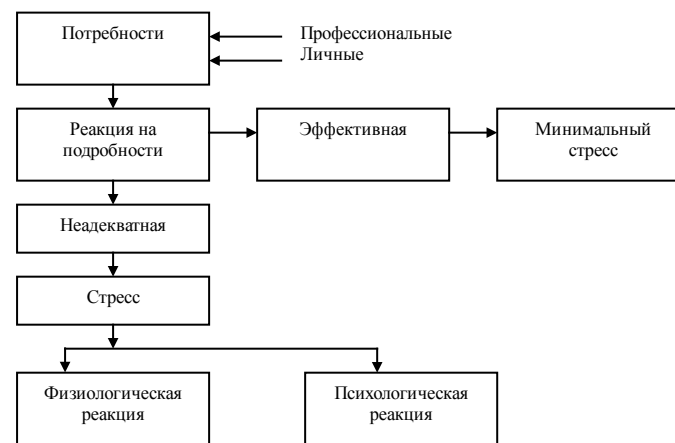 Потребности
Профессиональные
Личные
Реакция на
подробности
Эффективная
Минимальный
стресс
Неадекватная
Стресс
Физиологическая
реакция
Психологическая
реакция